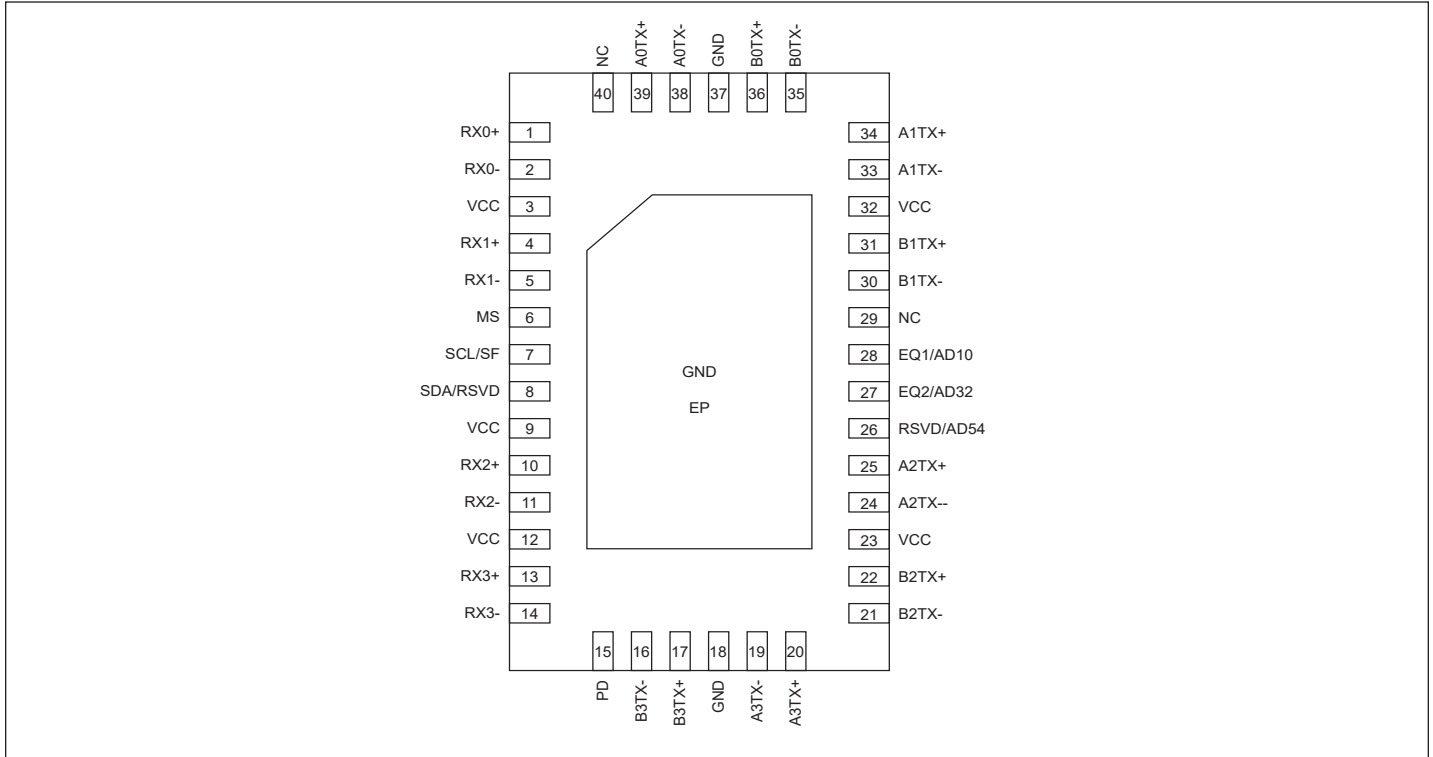 NC
A0TX+
A0TX-
GND
B0TX+
B0TX-
40
39
38
37
36
35
RX0+ 1
RX0- 2
VCC 3
RX1+ 4
RX1- 5
MS 6
SCL/SF 7
SDA/RSVD 8
VCC 9
RX2+ 10
RX2- 11
VCC 12
RX3+ 13
RX3- 14
GND
EP
34 A1TX+
33 A1TX-
32 VCC
31 B1TX+
30 B1TX-
29 NC
28 EQ1/AD10
27 EQ2/AD32
26 RSVD/AD54
25 A2TX+
24 A2TX--
23 VCC
22 B2TX+
21 B2TX-
15
16
17
18
19
20
PD
B3TX-
B3TX+
GND
A3TX-
A3TX+